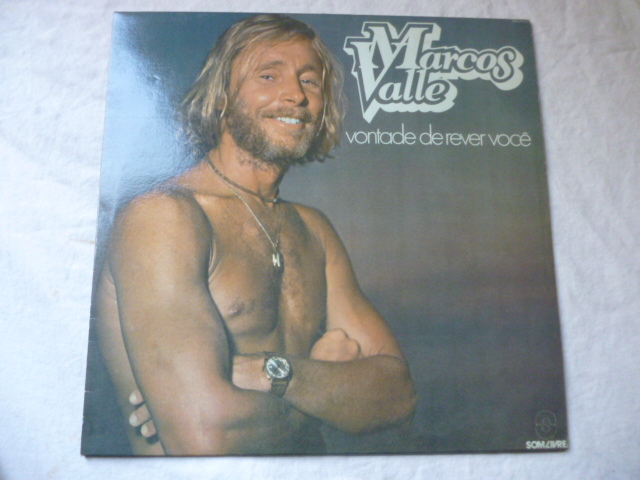 Marcos
Valle
vontade de rever você
SOM LIVRE